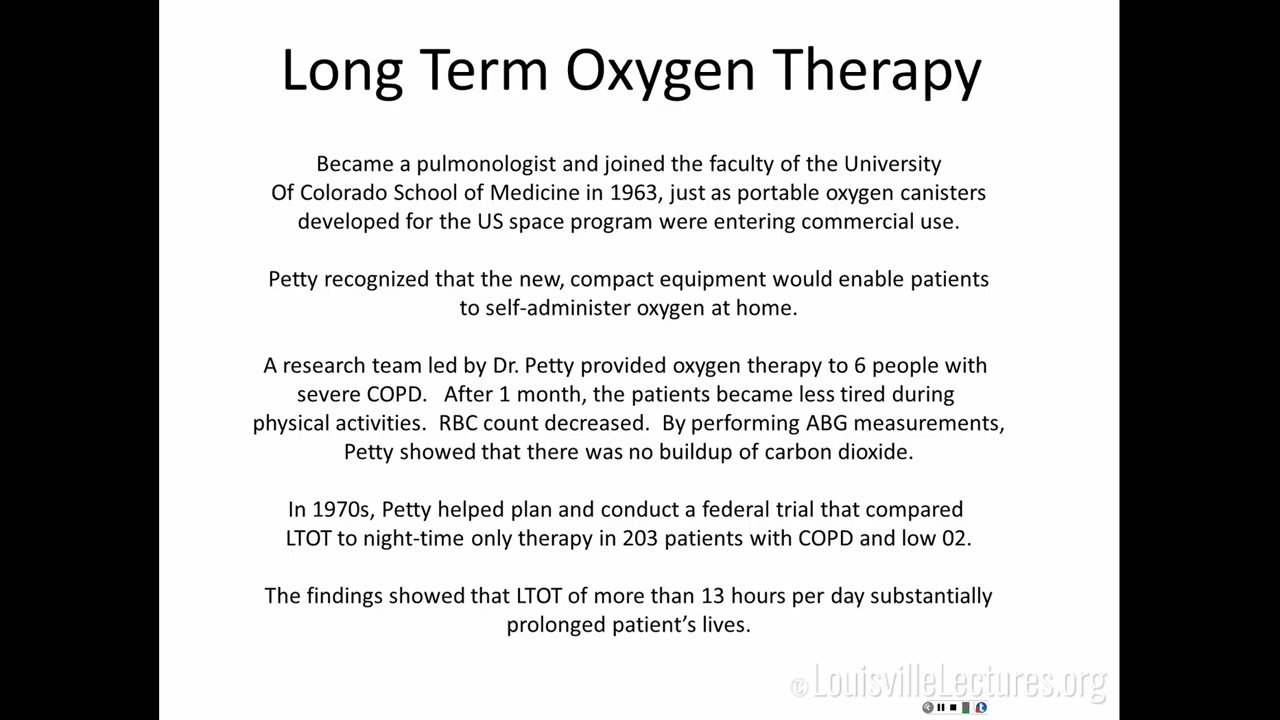 Long Term Oxygen Therapy
Became a pulmonologist and joined the faculty of the University
Of Colorado School of Medicine in 1963, just as portable oxygen canisters
developed for the US space program were entering commercial use.
Petty recognized that the new, compact equipment would enable patients
to self-administer oxygen at home.
A research team led by Dr. Petty provided oxygen therapy to 6 people with
severe COPD.   After 1 month, the patients became less tired during
physical activities.  RBC count decreased.  By performing ABG measurements,
Petty showed that there was no buildup of carbon dioxide.
In 1970s, Petty helped plan and conduct a federal trial that compared
LTOT to night-time only therapy in 203 patients with COPD and low 02.
The findings showed that LTOT of more than 13 hours per day substantially
prolonged patient’s lives.
©LouisvilleLectures.org